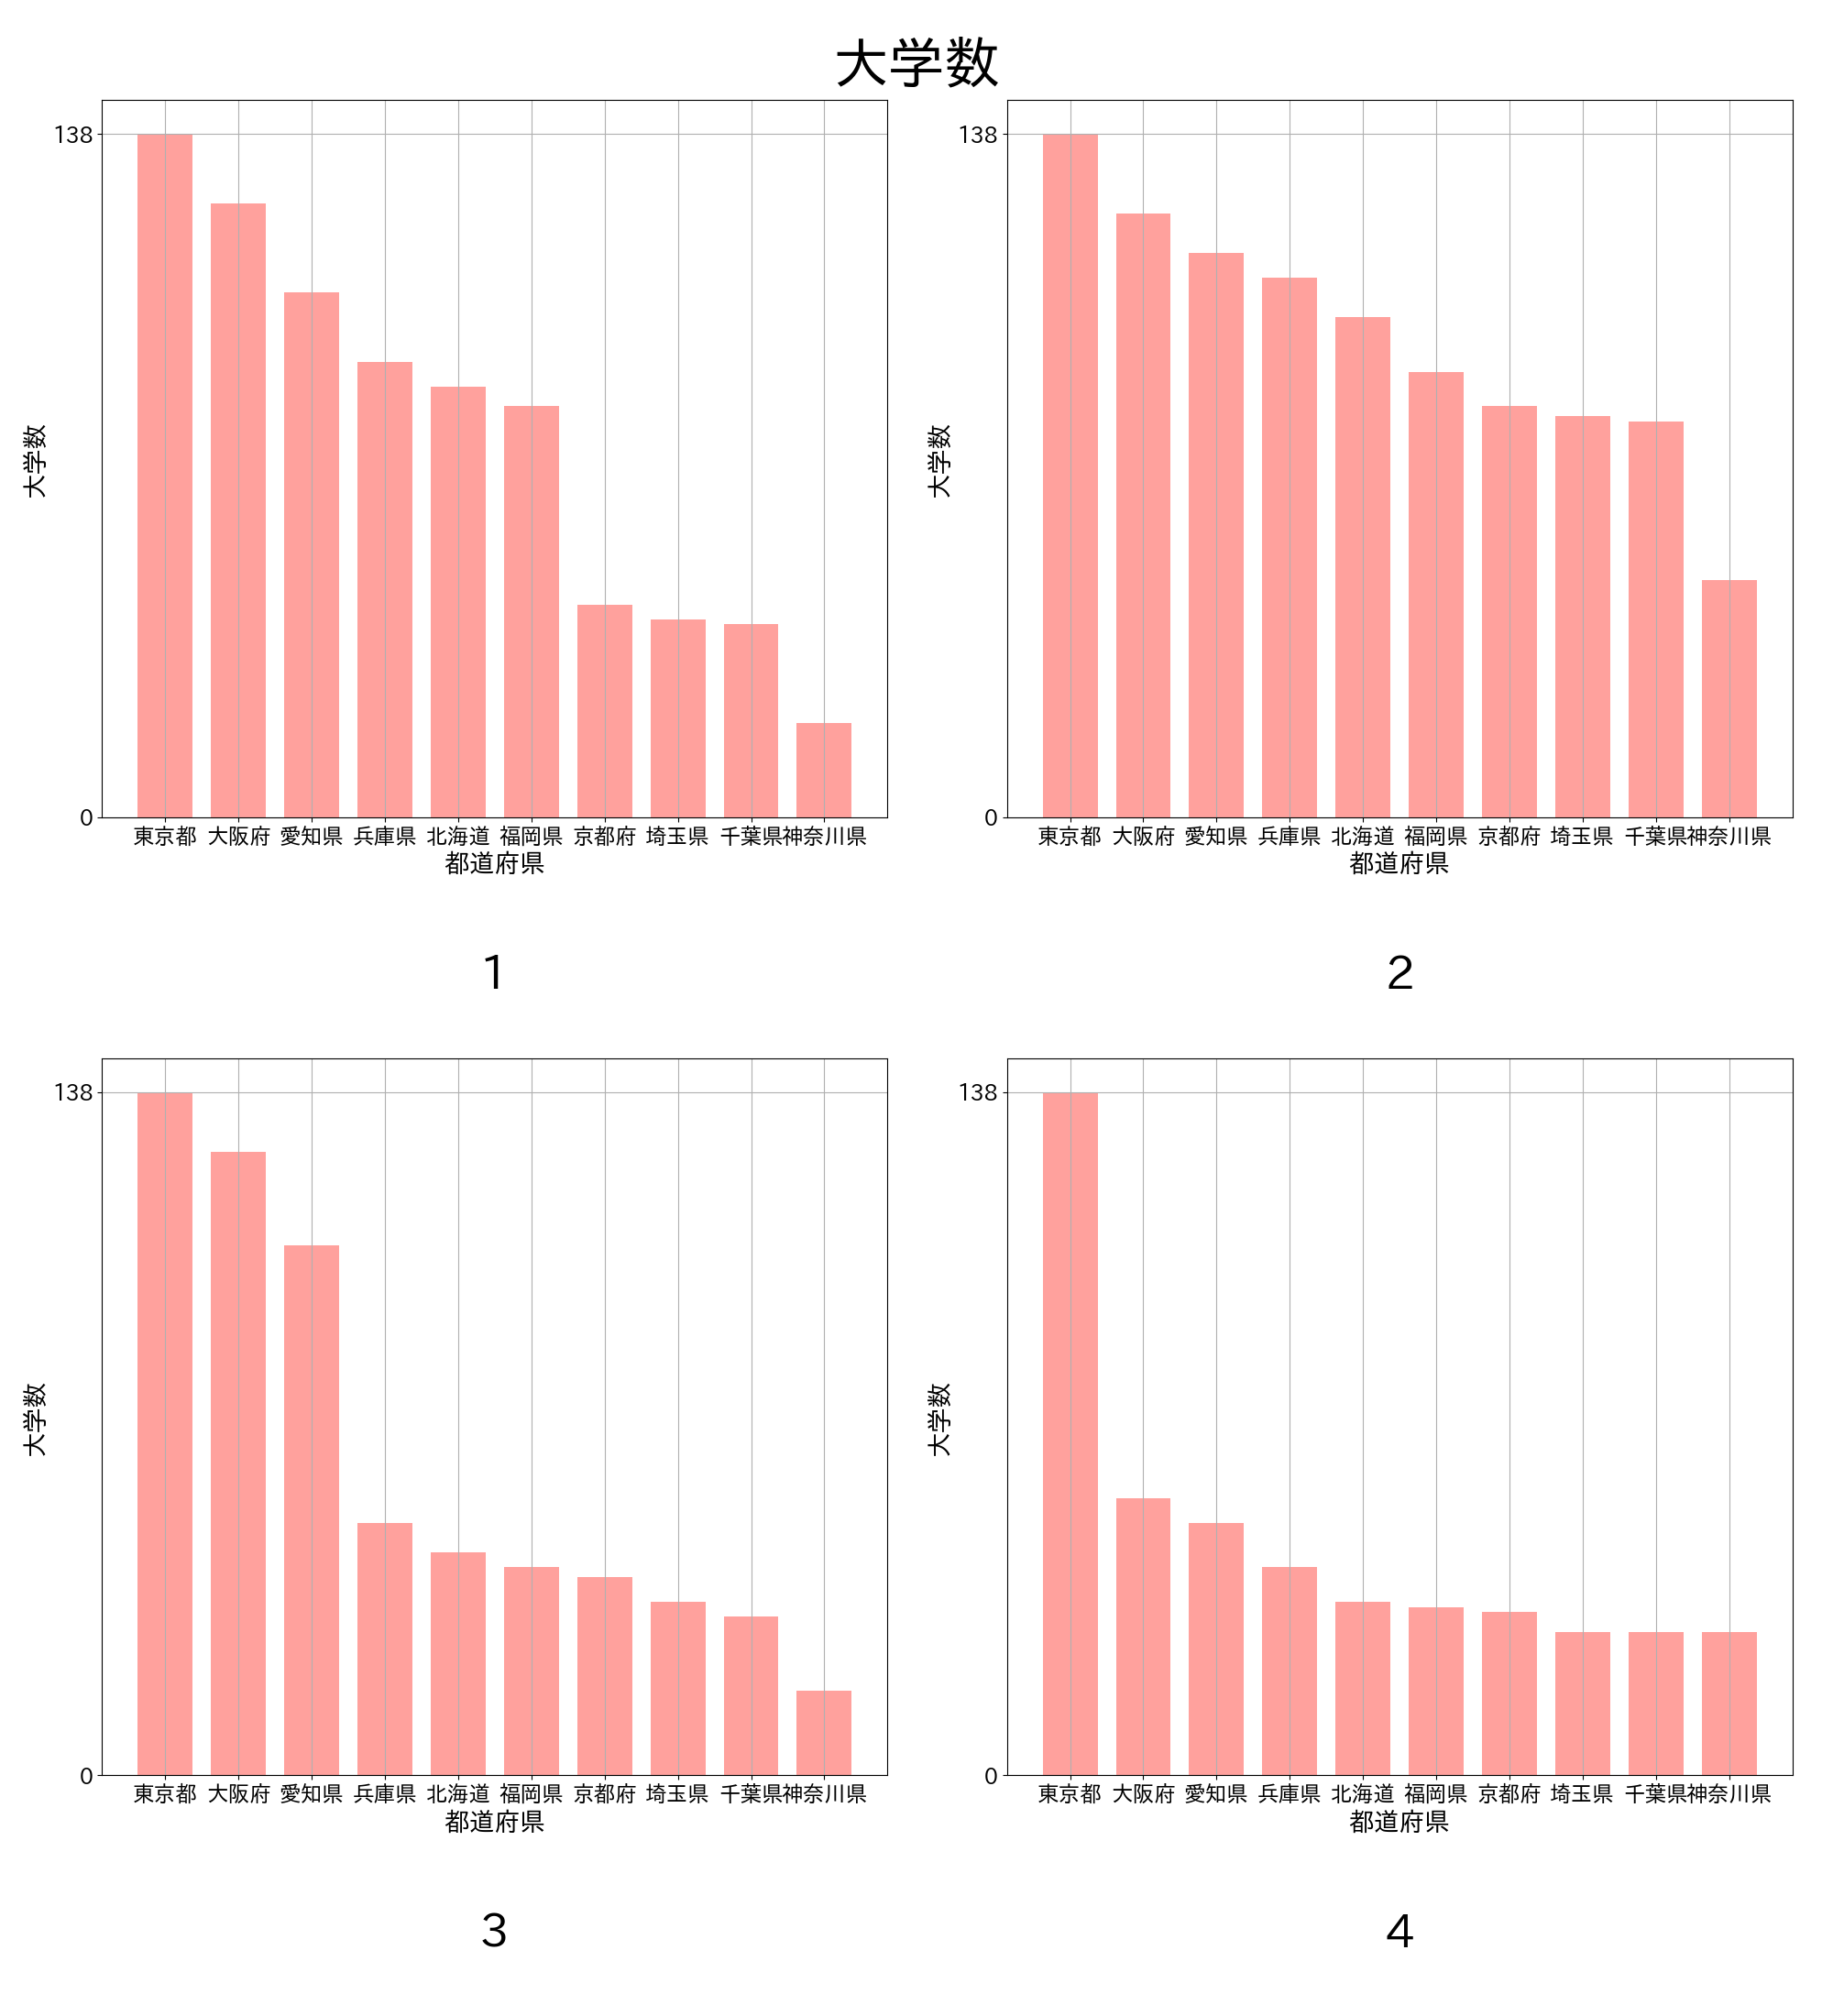 大学数
138
大学数
0
東京都 大阪府 愛知県 兵庫県 北海道 福岡県 京都府 埼玉県 千葉県 神奈川県
都道府県
1
138
大学数
0
東京都 大阪府 愛知県 兵庫県 北海道 福岡県 京都府 埼玉県 千葉県 神奈川県
都道府県
2
138
大学数
0
東京都 大阪府 愛知県 兵庫県 北海道 福岡県 京都府 埼玉県 千葉県 神奈川県
都道府県
3
138
大学数
0
東京都 大阪府 愛知県 兵庫県 北海道 福岡県 京都府 埼玉県 千葉県 神奈川県
都道府県
4